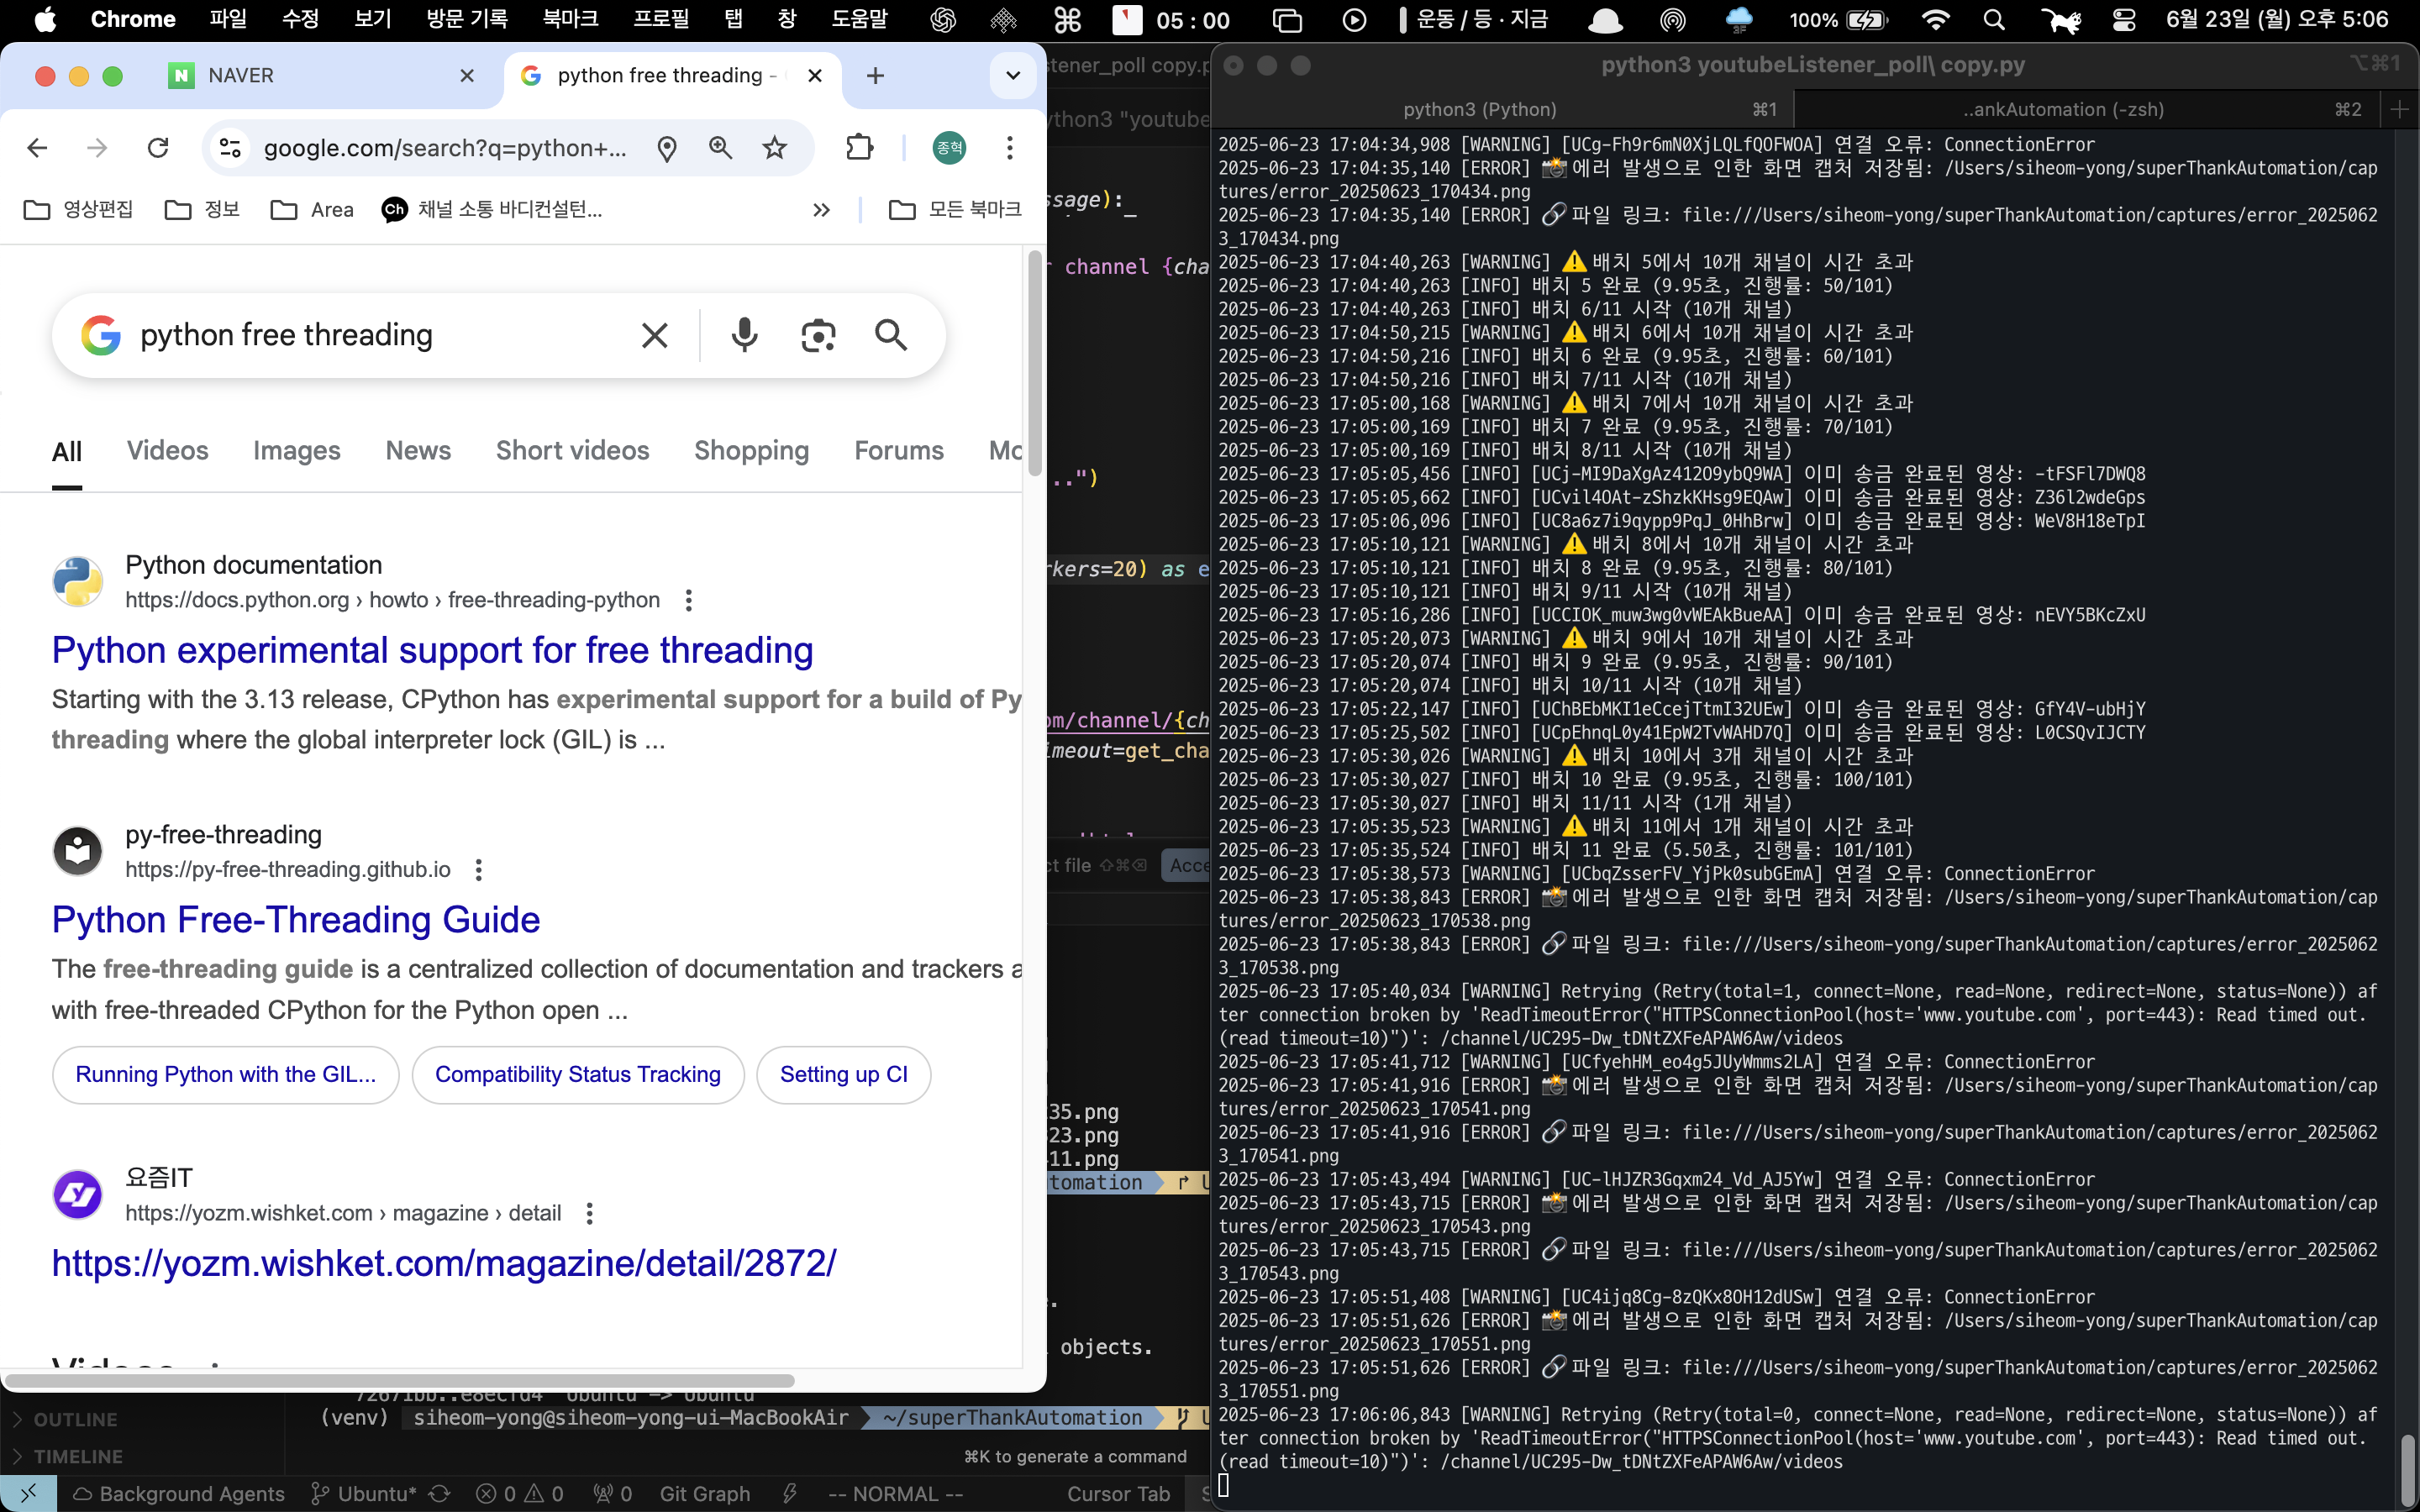 Chrome 파일 수정 보기 방문 기록 북마크 프로필 탭 창 도움말 05 : 00 운동 / 등 · 지금 100% 6월 23일 (월) 오후 5:06
NAVER
python free threading -
google.com/search?q=python+...
종혁
영상편집 정보 Area 채널 소통 바디컨설턴... 모든 북마크
python free threading
All Videos Images News Short videos Shopping Forums Mo
Python documentation
https://docs.python.org › howto › free-threading-python
Python experimental support for free threading
Starting with the 3.13 release, CPython has experimental support for a build of Py
threading where the global interpreter lock (GIL) is ...
py-free-threading
https://py-free-threading.github.io
Python Free-Threading Guide
The free-threading guide is a centralized collection of documentation and trackers a
with free-threaded CPython for the Python open ...
Running Python with the GIL... Compatibility Status Tracking Setting up CI
요즘IT
https://yozm.wishket.com › magazine › detail
https://yozm.wishket.com/magazine/detail/2872/
stener_poll copy.p
ython3 "youtube
ssage):
r channel {cha
..")
rkers=20) as e
om/channel/{ch
imeout=get_cha
ct file Acce
35.png
23.png
11.png
tomation
objects.
(venv) siheom-yong@siheom-yong-ui-MacBookAir ~/superThankAutomation
OUTLINE
TIMELINE
⌘K to generate a command
Background Agents Ubuntu* 0 0 0 Git Graph -- NORMAL -- Cursor Tab
python3 youtubeListener_poll\ copy.py ⌥⌘1
python3 (Python) ⌘1 ..ankAutomation (-zsh) ⌘2
2025-06-23 17:04:34,908 [WARNING] [UCg-Fh9r6mN0XjLQLfQOFWOA] 연결 오류: ConnectionError
2025-06-23 17:04:35,140 [ERROR] 📸에러 발생으로 인한 화면 캡처 저장됨: /Users/siheom-yong/superThankAutomation/cap
tures/error_20250623_170434.png
2025-06-23 17:04:35,140 [ERROR] 🔗파일 링크: file:///Users/siheom-yong/superThankAutomation/captures/error_2025062
3_170434.png
2025-06-23 17:04:40,263 [WARNING] ⚠️배치 5에서 10개 채널이 시간 초과
2025-06-23 17:04:40,263 [INFO] 배치 5 완료 (9.95초, 진행률: 50/101)
2025-06-23 17:04:40,263 [INFO] 배치 6/11 시작 (10개 채널)
2025-06-23 17:04:50,215 [WARNING] ⚠️배치 6에서 10개 채널이 시간 초과
2025-06-23 17:04:50,216 [INFO] 배치 6 완료 (9.95초, 진행률: 60/101)
2025-06-23 17:04:50,216 [INFO] 배치 7/11 시작 (10개 채널)
2025-06-23 17:05:00,168 [WARNING] ⚠️배치 7에서 10개 채널이 시간 초과
2025-06-23 17:05:00,169 [INFO] 배치 7 완료 (9.95초, 진행률: 70/101)
2025-06-23 17:05:00,169 [INFO] 배치 8/11 시작 (10개 채널)
2025-06-23 17:05:05,456 [INFO] [UCj-MI9DaXgAz412O9ybQ9WA] 이미 송금 완료된 영상: -tFSFl7DWQ8
2025-06-23 17:05:05,662 [INFO] [UCvil4OAt-zShzkKHsg9EQAw] 이미 송금 완료된 영상: Z36l2wdeGps
2025-06-23 17:05:06,096 [INFO] [UC8a6z7i9qypp9PqJ_0HhBrw] 이미 송금 완료된 영상: WeV8H18eTpI
2025-06-23 17:05:10,121 [WARNING] ⚠️배치 8에서 10개 채널이 시간 초과
2025-06-23 17:05:10,121 [INFO] 배치 8 완료 (9.95초, 진행률: 80/101)
2025-06-23 17:05:10,121 [INFO] 배치 9/11 시작 (10개 채널)
2025-06-23 17:05:16,286 [INFO] [UCCIOK_muw3wg0vWEAkBueAA] 이미 송금 완료된 영상: nEVY5BKcZxU
2025-06-23 17:05:20,073 [WARNING] ⚠️배치 9에서 10개 채널이 시간 초과
2025-06-23 17:05:20,074 [INFO] 배치 9 완료 (9.95초, 진행률: 90/101)
2025-06-23 17:05:20,074 [INFO] 배치 10/11 시작 (10개 채널)
2025-06-23 17:05:22,147 [INFO] [UChBEbMKI1eCcejTtmI32UEw] 이미 송금 완료된 영상: GfY4V-ubHjY
2025-06-23 17:05:25,502 [INFO] [UCpEhnqL0y41EpW2TvWAHD7Q] 이미 송금 완료된 영상: L0CSQvIJCTY
2025-06-23 17:05:30,026 [WARNING] ⚠️배치 10에서 3개 채널이 시간 초과
2025-06-23 17:05:30,027 [INFO] 배치 10 완료 (9.95초, 진행률: 100/101)
2025-06-23 17:05:30,027 [INFO] 배치 11/11 시작 (1개 채널)
2025-06-23 17:05:35,523 [WARNING] ⚠️배치 11에서 1개 채널이 시간 초과
2025-06-23 17:05:35,524 [INFO] 배치 11 완료 (5.50초, 진행률: 101/101)
2025-06-23 17:05:38,573 [WARNING] [UCbqZsserFV_YjPk0subGEmA] 연결 오류: ConnectionError
2025-06-23 17:05:38,843 [ERROR] 📸에러 발생으로 인한 화면 캡처 저장됨: /Users/siheom-yong/superThankAutomation/cap
tures/error_20250623_170538.png
2025-06-23 17:05:38,843 [ERROR] 🔗파일 링크: file:///Users/siheom-yong/superThankAutomation/captures/error_2025062
3_170538.png
2025-06-23 17:05:40,034 [WARNING] Retrying (Retry(total=1, connect=None, read=None, redirect=None, status=None)) af
ter connection broken by 'ReadTimeoutError("HTTPSConnectionPool(host='www.youtube.com', port=443): Read timed out.
(read timeout=10)")': /channel/UC295-Dw_tDNtZXFeAPAW6Aw/videos
2025-06-23 17:05:41,712 [WARNING] [UCfyehHM_eo4g5JUyWmms2LA] 연결 오류: ConnectionError
2025-06-23 17:05:41,916 [ERROR] 📸에러 발생으로 인한 화면 캡처 저장됨: /Users/siheom-yong/superThankAutomation/cap
tures/error_20250623_170541.png
2025-06-23 17:05:41,916 [ERROR] 🔗파일 링크: file:///Users/siheom-yong/superThankAutomation/captures/error_2025062
3_170541.png
2025-06-23 17:05:43,494 [WARNING] [UC-lHJZR3Gqxm24_Vd_AJ5Yw] 연결 오류: ConnectionError
2025-06-23 17:05:43,715 [ERROR] 📸에러 발생으로 인한 화면 캡처 저장됨: /Users/siheom-yong/superThankAutomation/cap
tures/error_20250623_170543.png
2025-06-23 17:05:43,715 [ERROR] 🔗파일 링크: file:///Users/siheom-yong/superThankAutomation/captures/error_2025062
3_170543.png
2025-06-23 17:05:51,408 [WARNING] [UC4ijq8Cg-8zQKx8OH12dUSw] 연결 오류: ConnectionError
2025-06-23 17:05:51,626 [ERROR] 📸에러 발생으로 인한 화면 캡처 저장됨: /Users/siheom-yong/superThankAutomation/cap
tures/error_20250623_170551.png
2025-06-23 17:05:51,626 [ERROR] 🔗파일 링크: file:///Users/siheom-yong/superThankAutomation/captures/error_2025062
3_170551.png
2025-06-23 17:06:06,843 [WARNING] Retrying (Retry(total=0, connect=None, read=None, redirect=None, status=None)) af
ter connection broken by 'ReadTimeoutError("HTTPSConnectionPool(host='www.youtube.com', port=443): Read timed out.
(read timeout=10)")': /channel/UC295-Dw_tDNtZXFeAPAW6Aw/videos